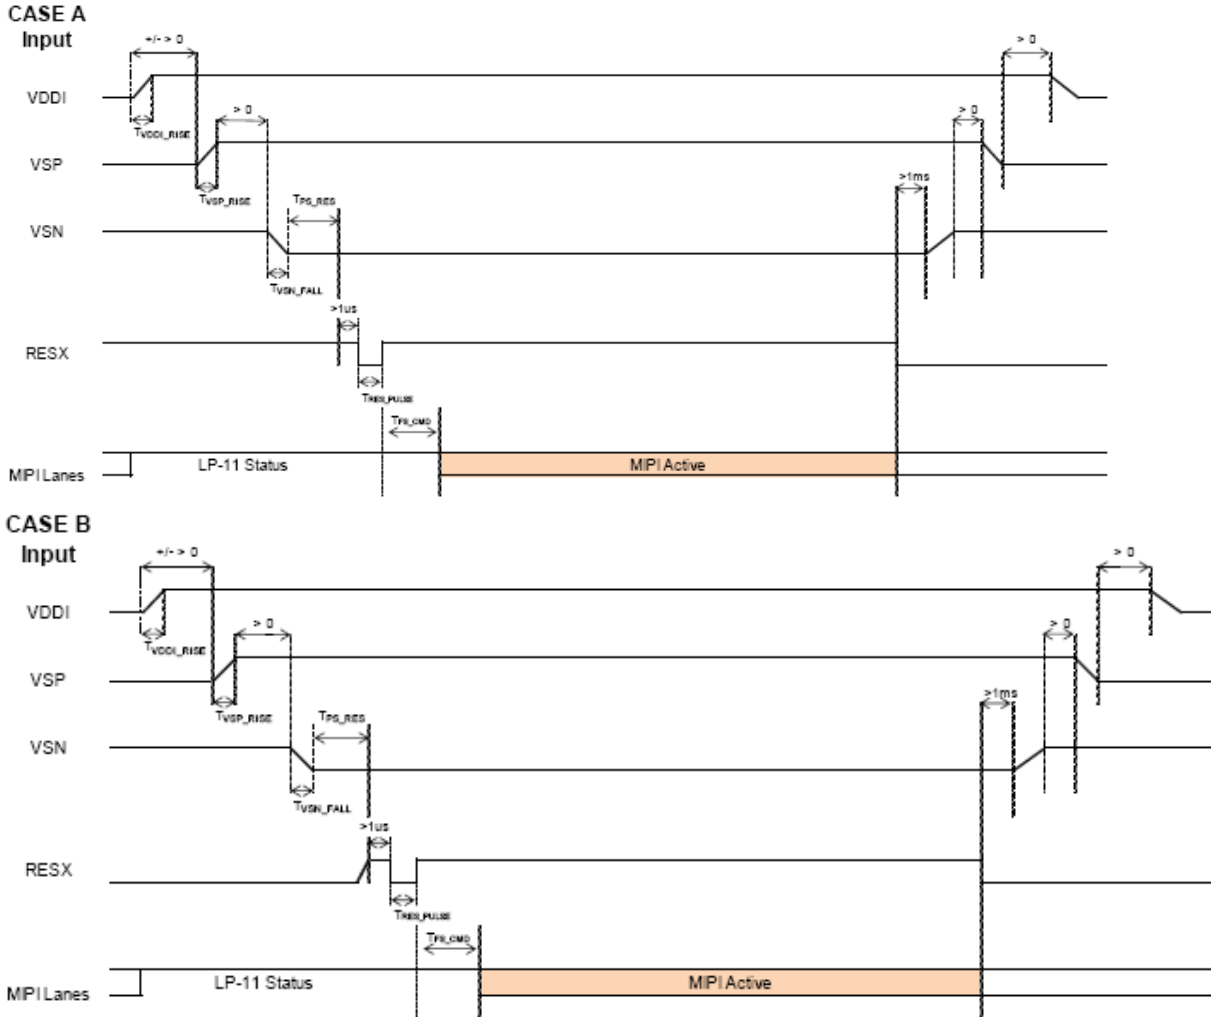 CASE A
Input
+/- > 0
> 0
VDDI
> 0
> 0
TVDDI_RISE
VSP
>1ms
TVSP_RISE
TPS_RES
VSN
TVSN_FALL
>1us
RESX
TRES_PULSE
TPS_CMD
LP-11 Status
MIPI Active
MIPI Lanes
CASE B
Input
+/- > 0
> 0
VDDI
> 0
> 0
TVDDI_RISE
VSP
>1ms
TVSP_RISE
TPS_RES
VSN
TVSN_FALL
>1us
RESX
TRES_PULSE
TPS_CMD
LP-11 Status
MIPI Active
MIPI Lanes